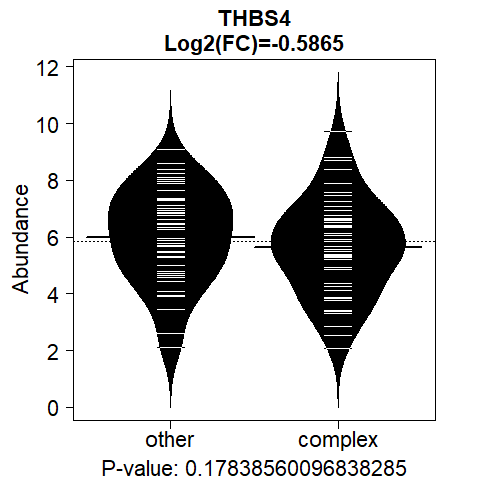 THBS4
Log2(FC)=-0.5865
12
10
8
6
4
2
0
Abundance
other complex
P-value: 0.17838560096838285